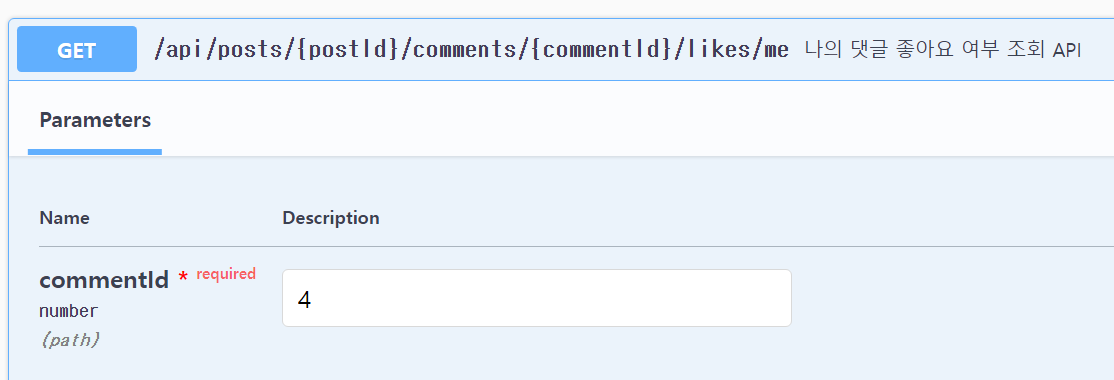 GET /api/posts/{postId}/comments/{commentId}/likes/me 나의 댓글 좋아요 여부 조회 API
Parameters
Name Description
commentId * required
4
number
(path)